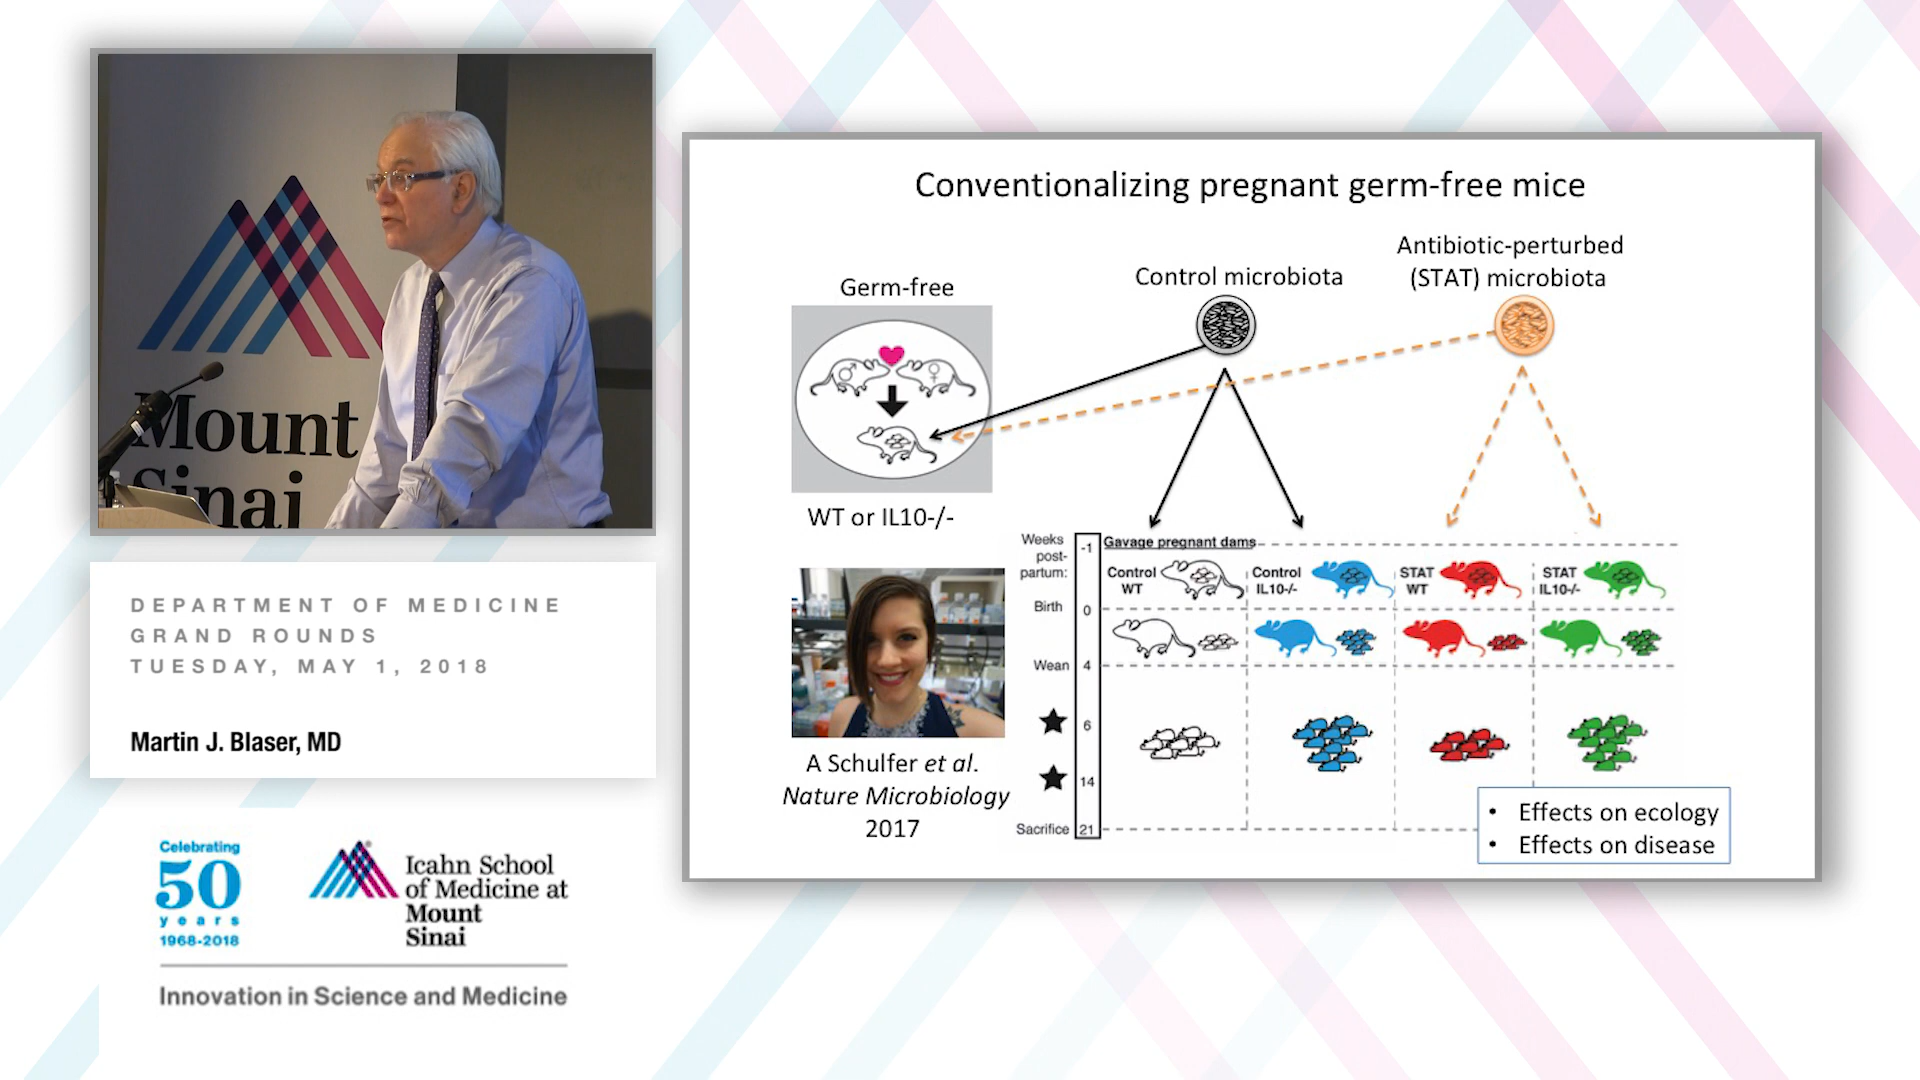 Mount
Sinai
DEPARTMENT OF MEDICINE
GRAND ROUNDS
TUESDAY, MAY 1, 2018
Martin J. Blaser, MD
Celebrating
50
years
1968-2018
Icahn School
of Medicine at
Mount
Sinai
Innovation in Science and Medicine
Conventionalizing pregnant germ-free mice
Germ-free
Control microbiota
Antibiotic-perturbed
(STAT) microbiota
♂ ♀
WT or IL10-/-
A Schulfer et al.
Nature Microbiology
2017
Weeks
post-
partum:
-1
Gavage pregnant dams
Control
WT
Control
IL10-/-
STAT
WT
STAT
IL10-/-
Birth 0
Wean 4
6
14
Sacrifice 21
• Effects on ecology
• Effects on disease